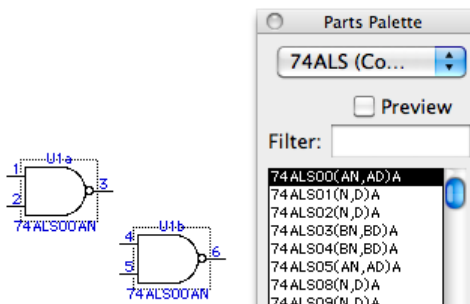 Parts Palette
74ALS (Co...
Preview
Filter:
74ALS00(AN,AD)A
74ALS01(N,D)A
74ALS02(N,D)A
74ALS03(BN,BD)A
74ALS04(BN,BD)A
74ALS05(AN,AD)A
74ALS08(N,D)A
74ALS09(N,D)A
U1a
1
2
3
74ALS00AN
U1b
4
5
6
74ALS00AN